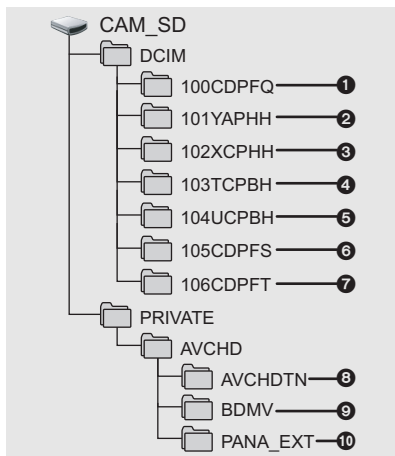 CAM_SD
DCIM
100CDPFQ 1
101YAPHH 2
102XCPHH 3
103TCPBH 4
104UCPBH 5
105CDPFS 6
106CDPFT 7
PRIVATE
AVCHD
AVCHDTN 8
BDMV 9
PANA_EXT 10